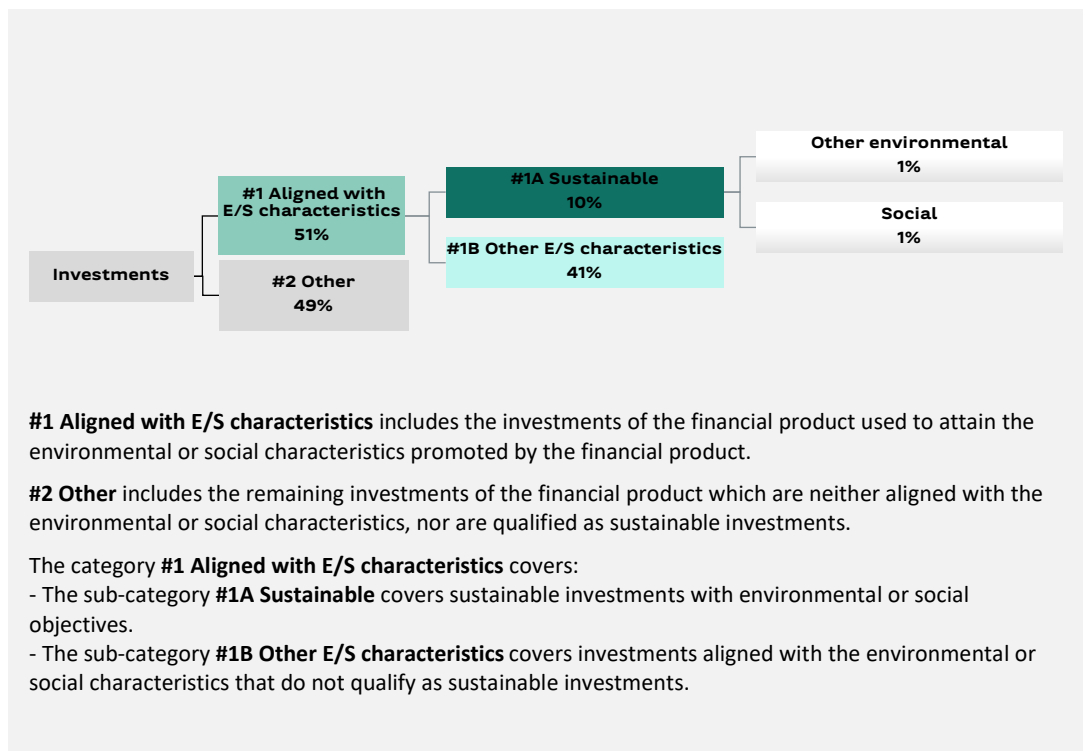 Investments
#1 Aligned with
E/S characteristics
51%
#2 Other
49%
#1A Sustainable
10%
#1B Other E/S characteristics
41%
Other environmental
1%
Social
1%
#1 Aligned with E/S characteristics includes the investments of the financial product used to attain the
environmental or social characteristics promoted by the financial product.
#2 Other includes the remaining investments of the financial product which are neither aligned with the
environmental or social characteristics, nor are qualified as sustainable investments.
The category #1 Aligned with E/S characteristics covers:
- The sub-category #1A Sustainable covers sustainable investments with environmental or social
objectives.
- The sub-category #1B Other E/S characteristics covers investments aligned with the environmental or
social characteristics that do not qualify as sustainable investments.